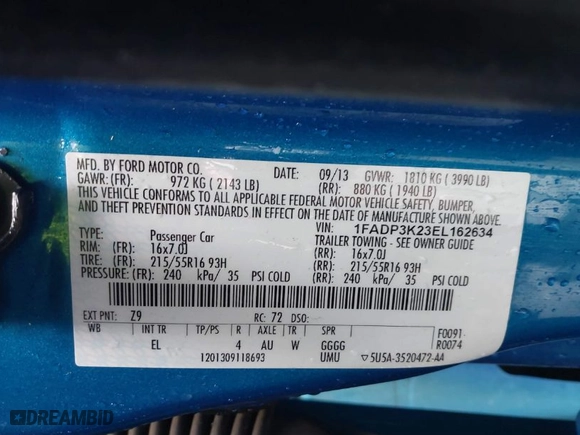 MFD. BY FORD MOTOR CO. DATE: 09/13 GVWR: 1810 KG ( 3990 LB)
GAWR: (FR): 972 KG ( 2143 LB) (RR): 880 KG ( 1940 LB)
THIS VEHICLE CONFORMS TO ALL APPLICABLE FEDERAL MOTOR VEHICLE SAFETY, BUMPER,
AND THEFT PREVENTION STANDARDS IN EFFECT ON THE DATE OF MANUFACTURE SHOWN ABOVE.
VIN: 1FADP3K23EL162634
TYPE: Passenger Car TRAILER TOWING - SEE OWNER GUIDE
RIM: (FR): 16x7.0J (RR): 16x7.0J
TIRE: (FR): 215/55R16 93H (RR): 215/55R16 93H
PRESSURE: (FR): 240 kPa/ 35 PSI COLD (RR): 240 kPa/ 35 PSI COLD
EXT PNT: Z9 RC: 72 DSO:
WB INT TR TP/PS R AXLE TR SPR F0091-
EL 4 AU W GGGG R0074
1201309118693 UMU ▽5U5A-3520472-AA
© DREAMBID